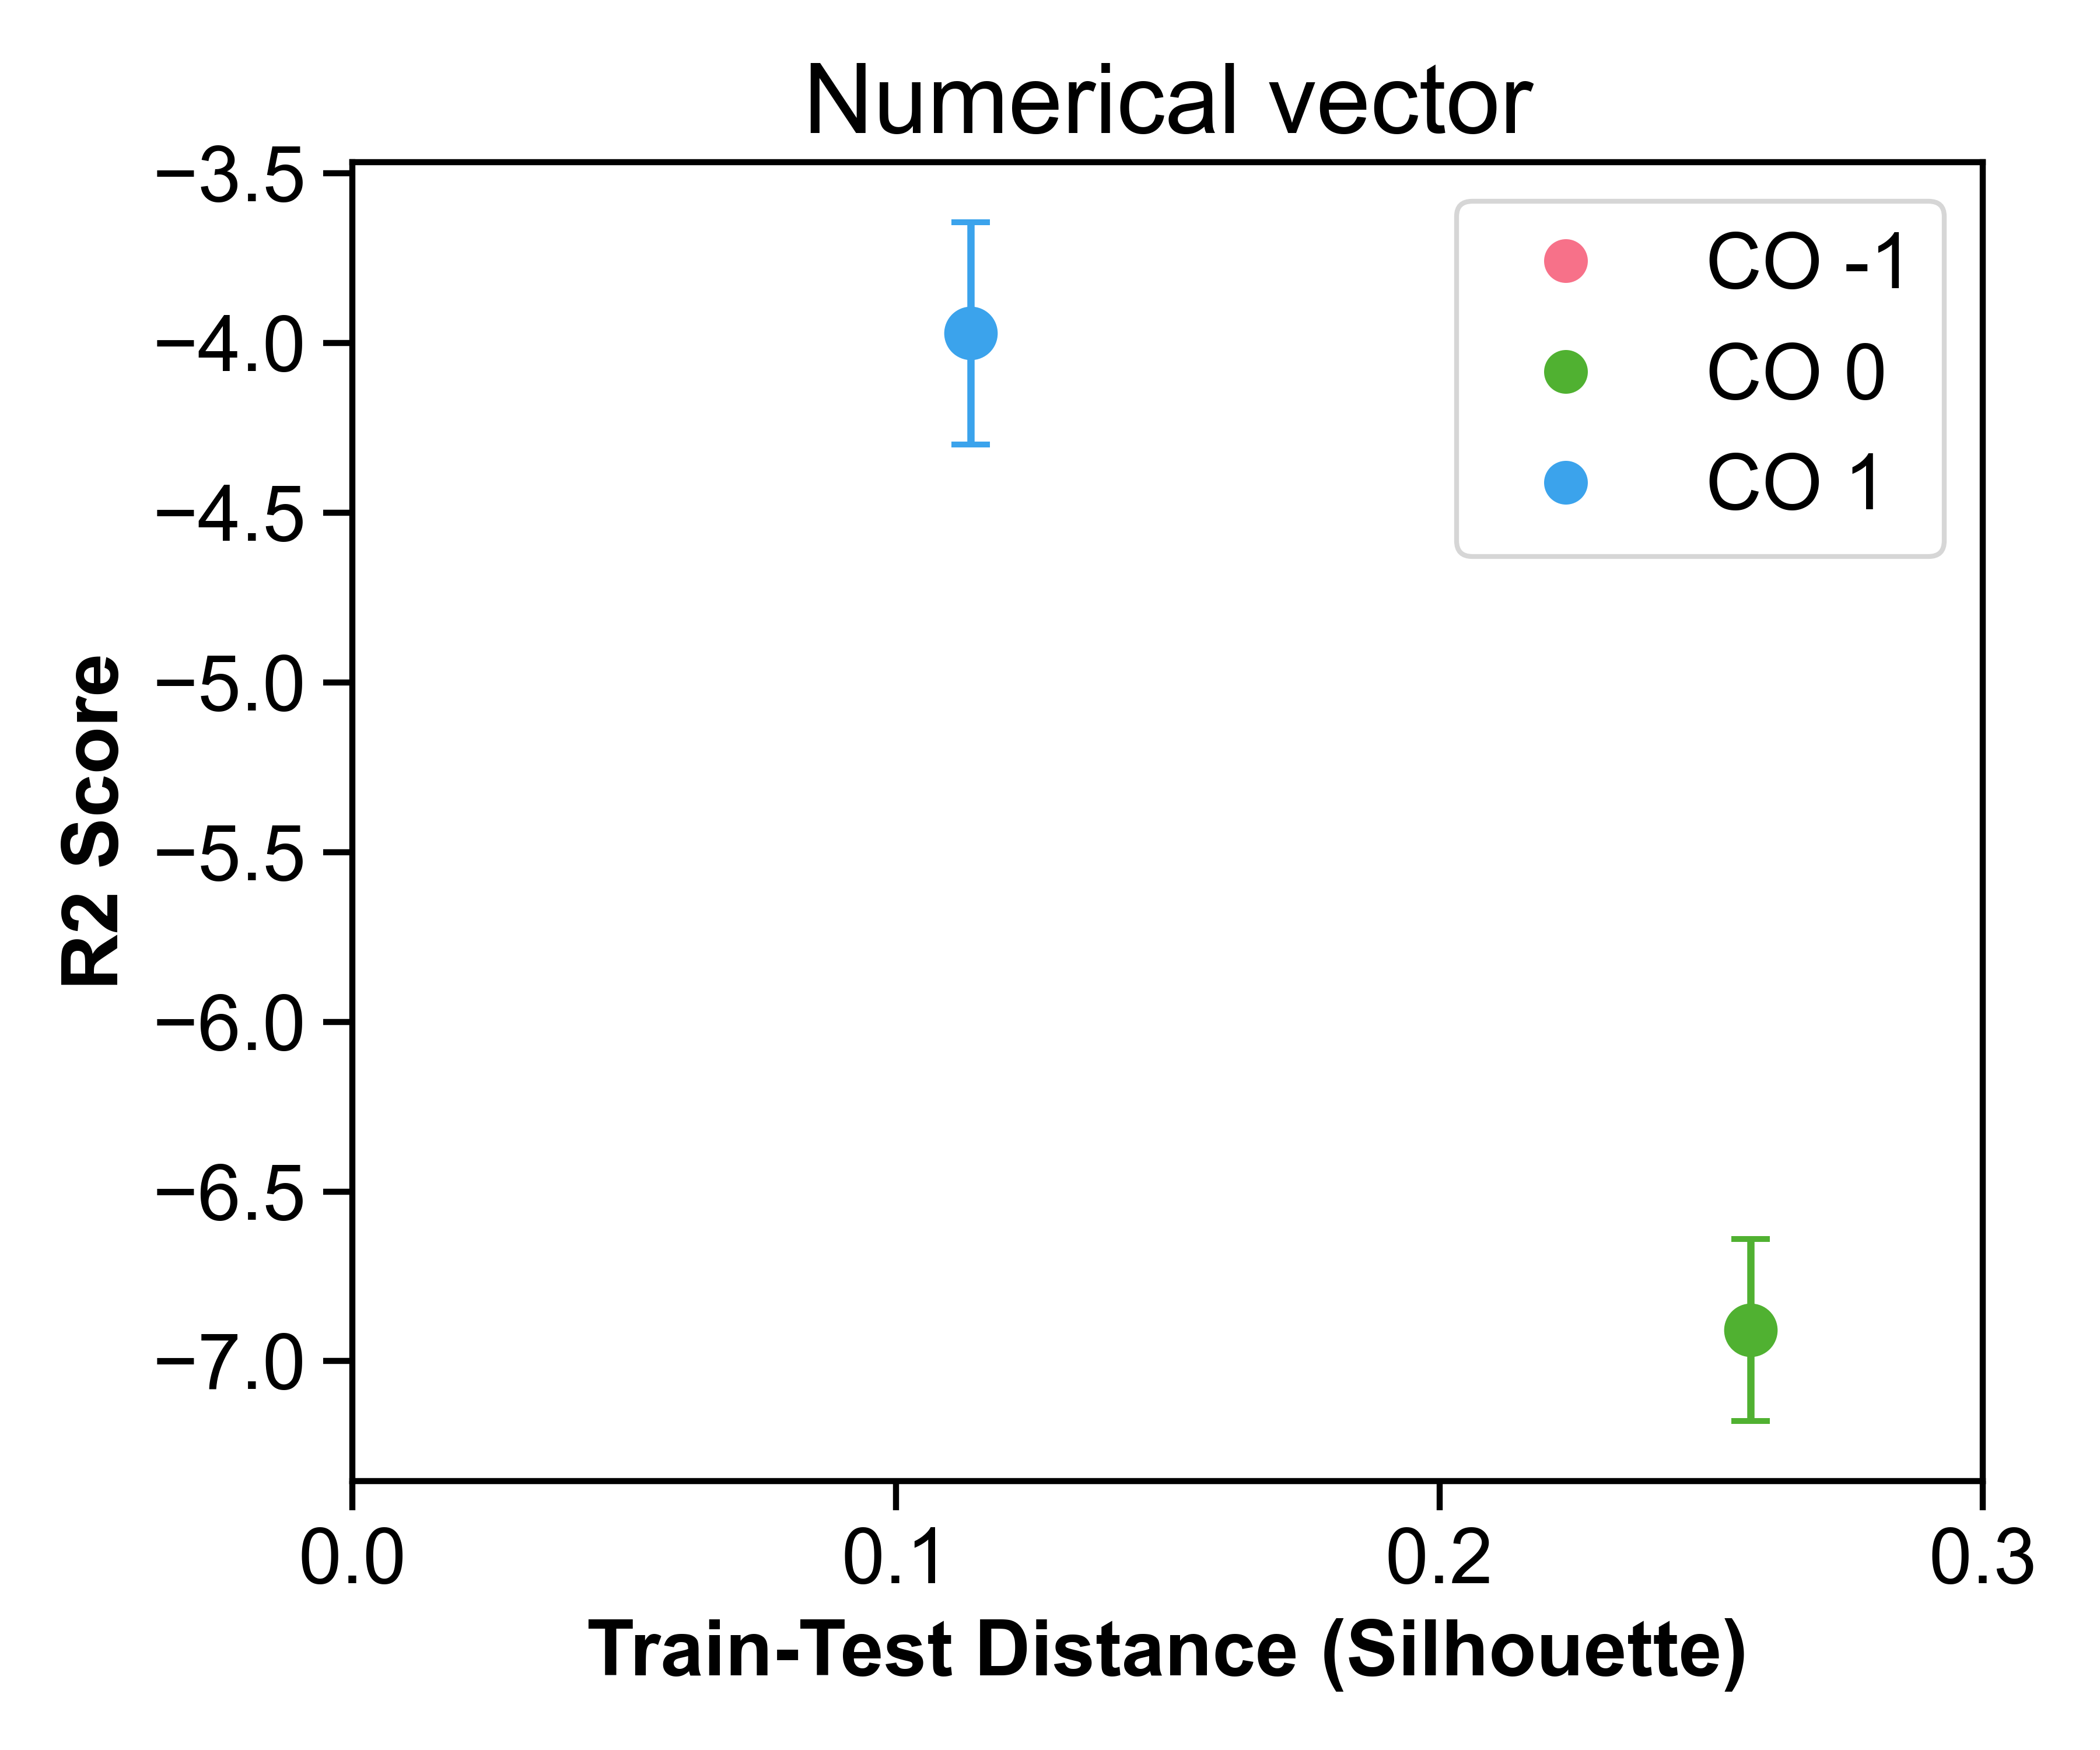 Numerical vector
−3.5
−4.0
−4.5
−5.0
−5.5
−6.0
−6.5
−7.0
R2 Score
CO -1
CO 0
CO 1
0.0 0.1 0.2 0.3
Train-Test Distance (Silhouette)